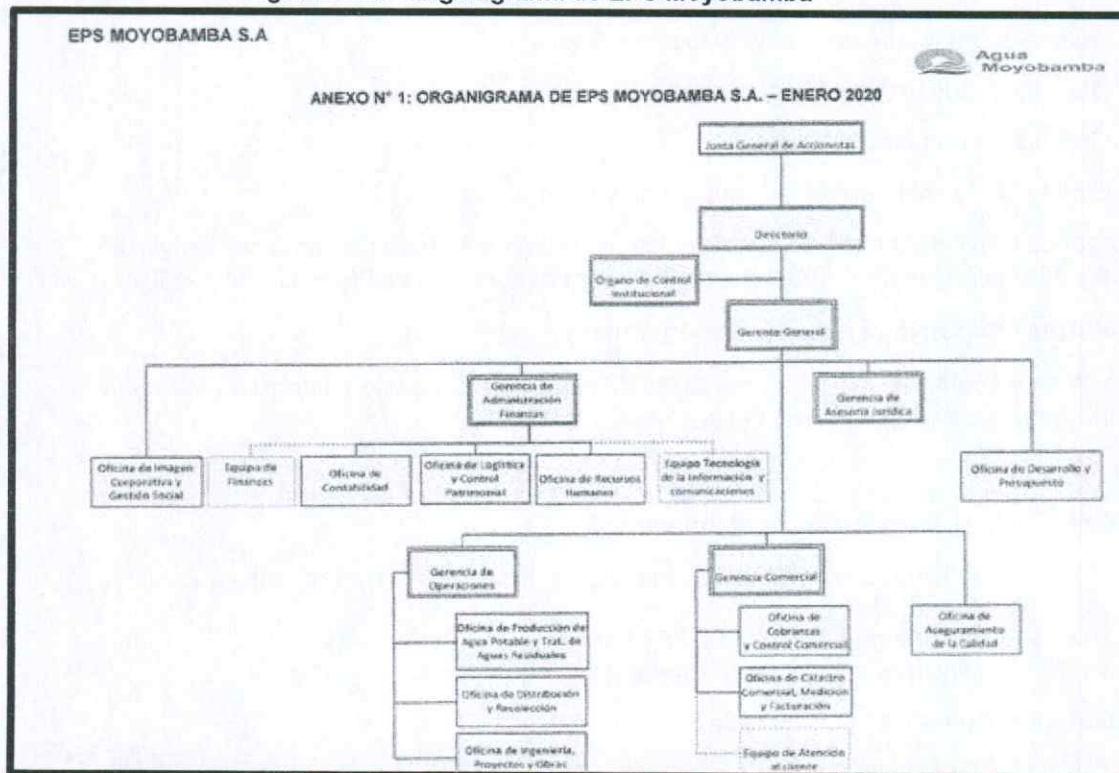 EPS MOYOBAMBA S.A
Agua
Moyobamba
ANEXO N° 1: ORGANIGRAMA DE EPS MOYOBAMBA S.A. – ENERO 2020
Junta General de Accionistas
Directorio
Organo de Control
Institucional
Gerente General
Gerencia de
Administración
Finanzas
Gerencia de
Asesoria Juridica
Oficina de Imagen
Corporativa y
Gestión Social
Equipo de
Finanzas
Oficina de
Contabilidad
Oficina de Logística
y Control
Patrimonial
Oficina de Recursos
Humanos
Equipo Tecnología
de la Información y
comunicaciones
Oficina de Desarrollo y
Presupuesto
Gerencia de
Operaciones
Gerencia Comercial
Oficina de Producción de
Agua Potable y Trat. de
Aguas Residuales
Oficina de
Cobranzas
y Control Comercial
Oficina de
Aseguramiento
de la Calidad
Oficina de Distribución
y Recolección
Oficina de Catastro
Comercial, Medición
y Facturación
Oficina de Ingeniería,
Proyectos y Obras
Equipo de Atención
al cliente